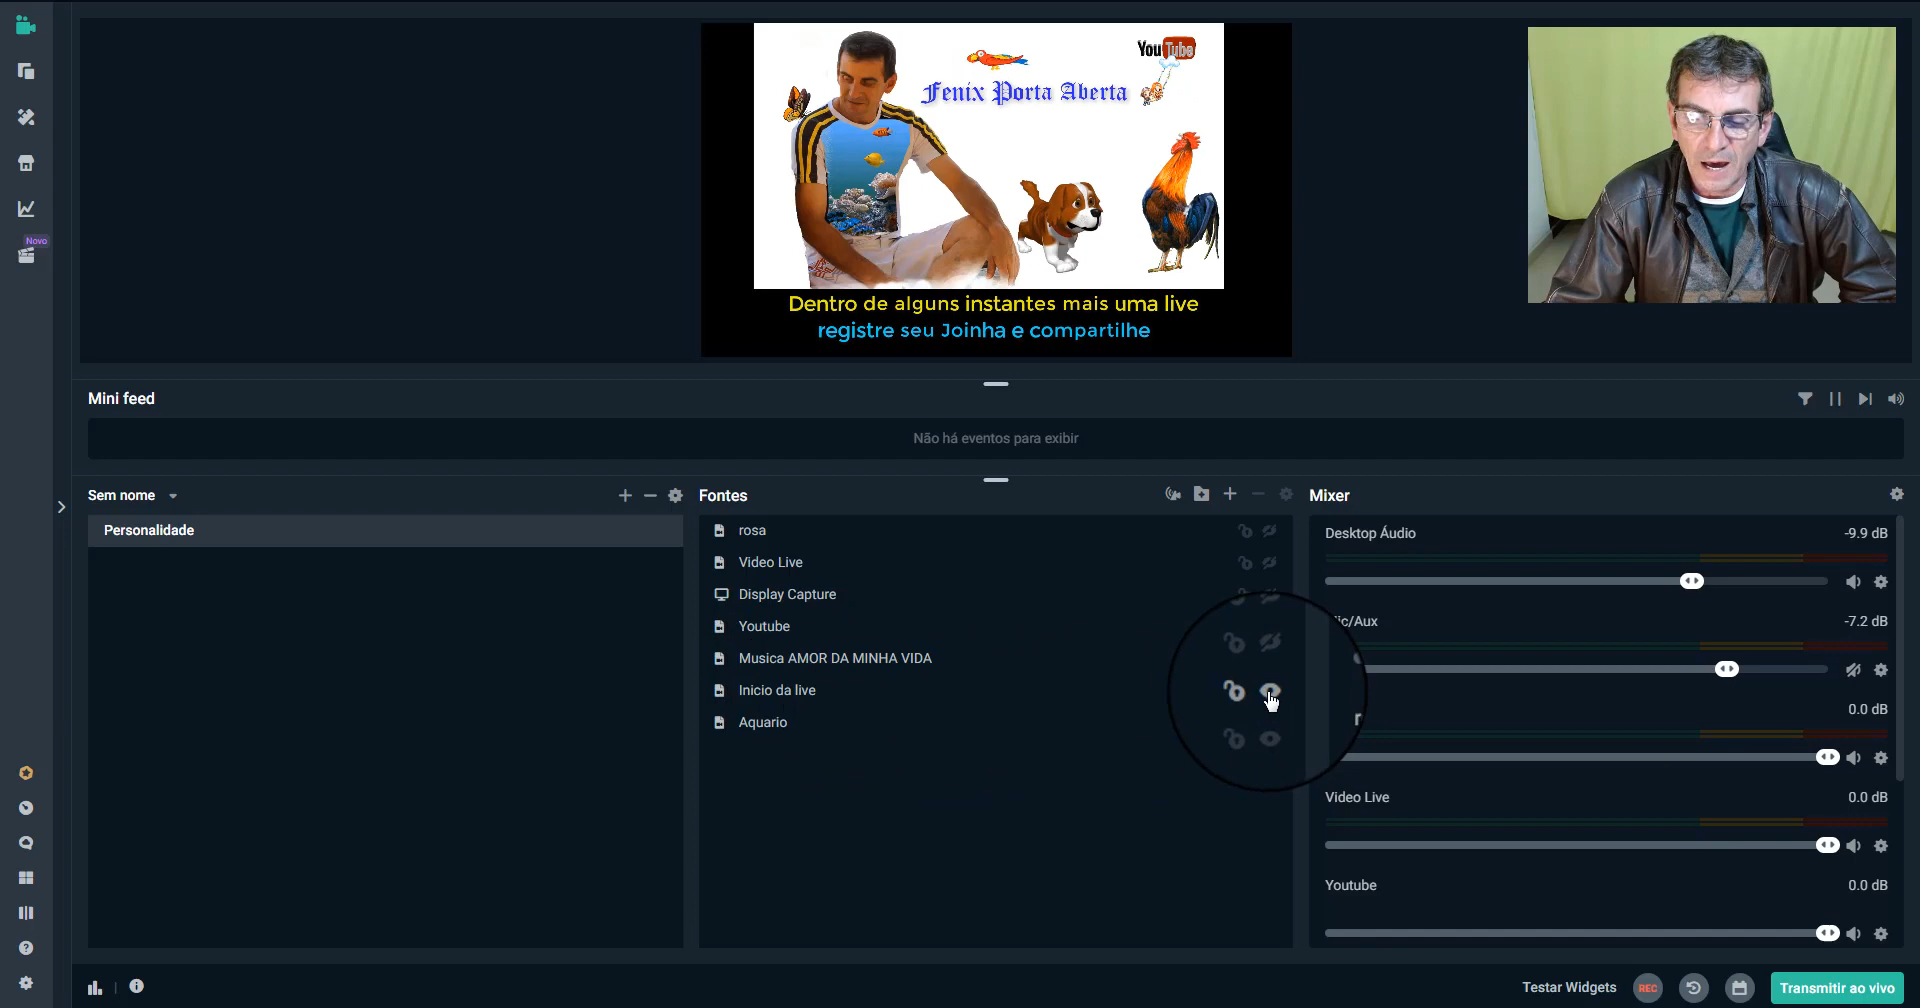 You Tube
Fenix Porta Aberta
Dentro de alguns instantes mais uma live
registre seu Joinha e compartilhe
Novo
Mini feed
Não há eventos para exibir
Sem nome
Personalidade
Fontes
rosa
Video Live
Display Capture
Youtube
Musica AMOR DA MINHA VIDA
Inicio da live
Aquario
Mixer
Desktop Áudio -9.9 dB
ic/Aux -7.2 dB
0.0 dB
Video Live 0.0 dB
Youtube 0.0 dB
Testar Widgets
REC
Transmitir ao vivo